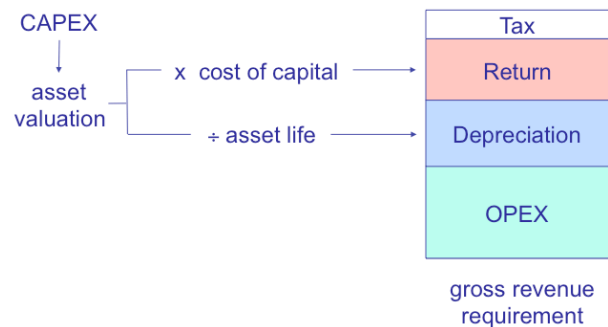 CAPEX
asset
valuation
x cost of capital
÷ asset life
Tax
Return
Depreciation
OPEX
gross revenue
requirement